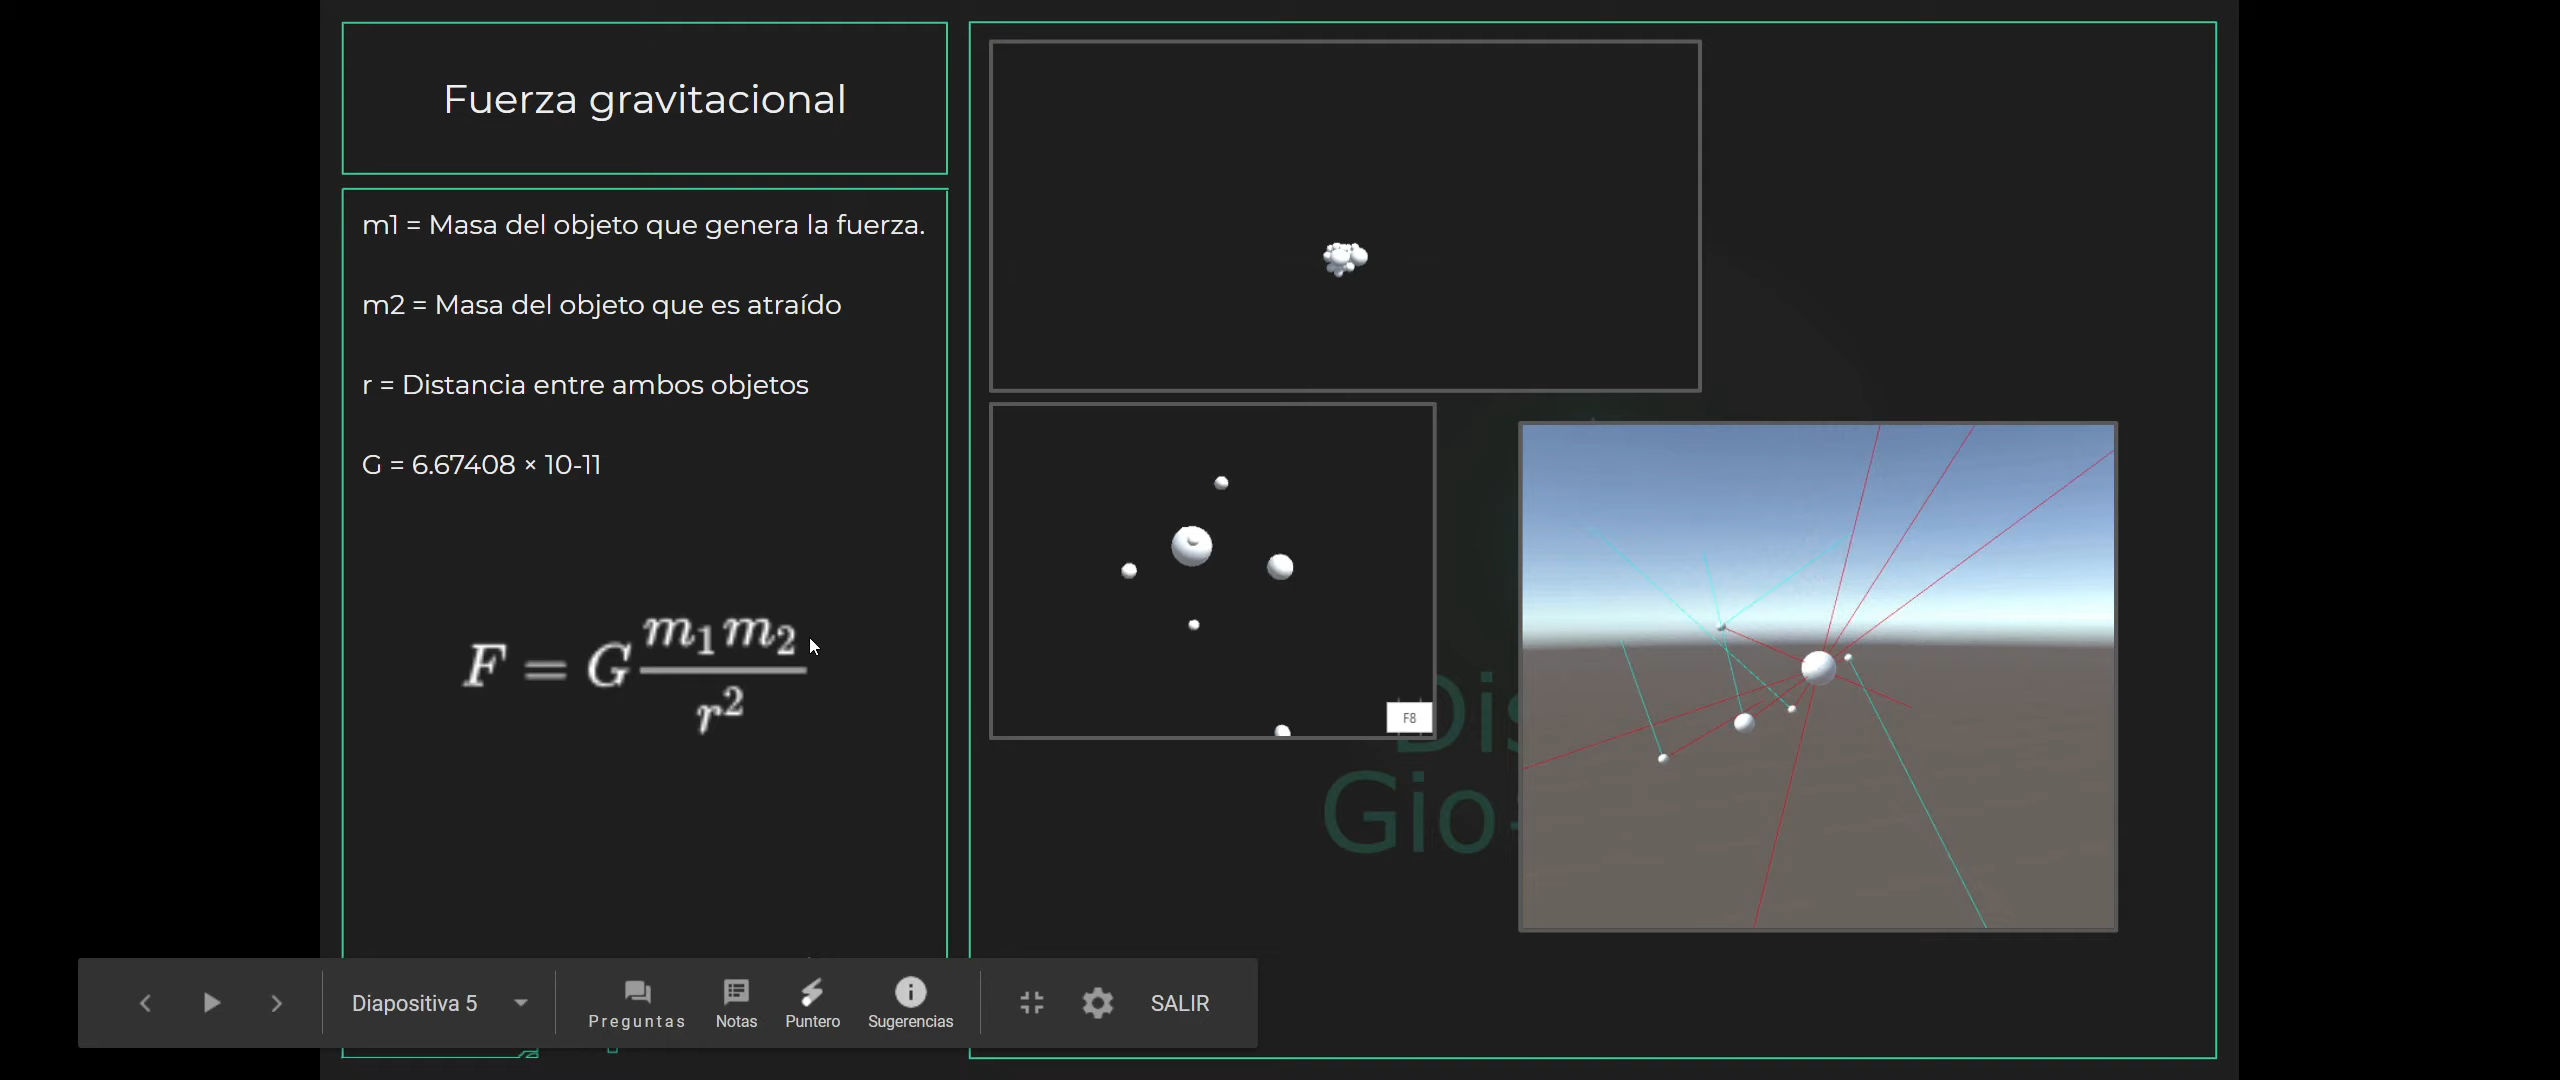 Fuerza gravitacional
m1 = Masa del objeto que genera la fuerza.
m2 = Masa del objeto que es atraído
r = Distancia entre ambos objetos
G = 6.67408 × 10-11
F = G m₁m₂ / r²
F8
Gio
Diapositiva 5
Preguntas
Notas
Puntero
Sugerencias
SALIR